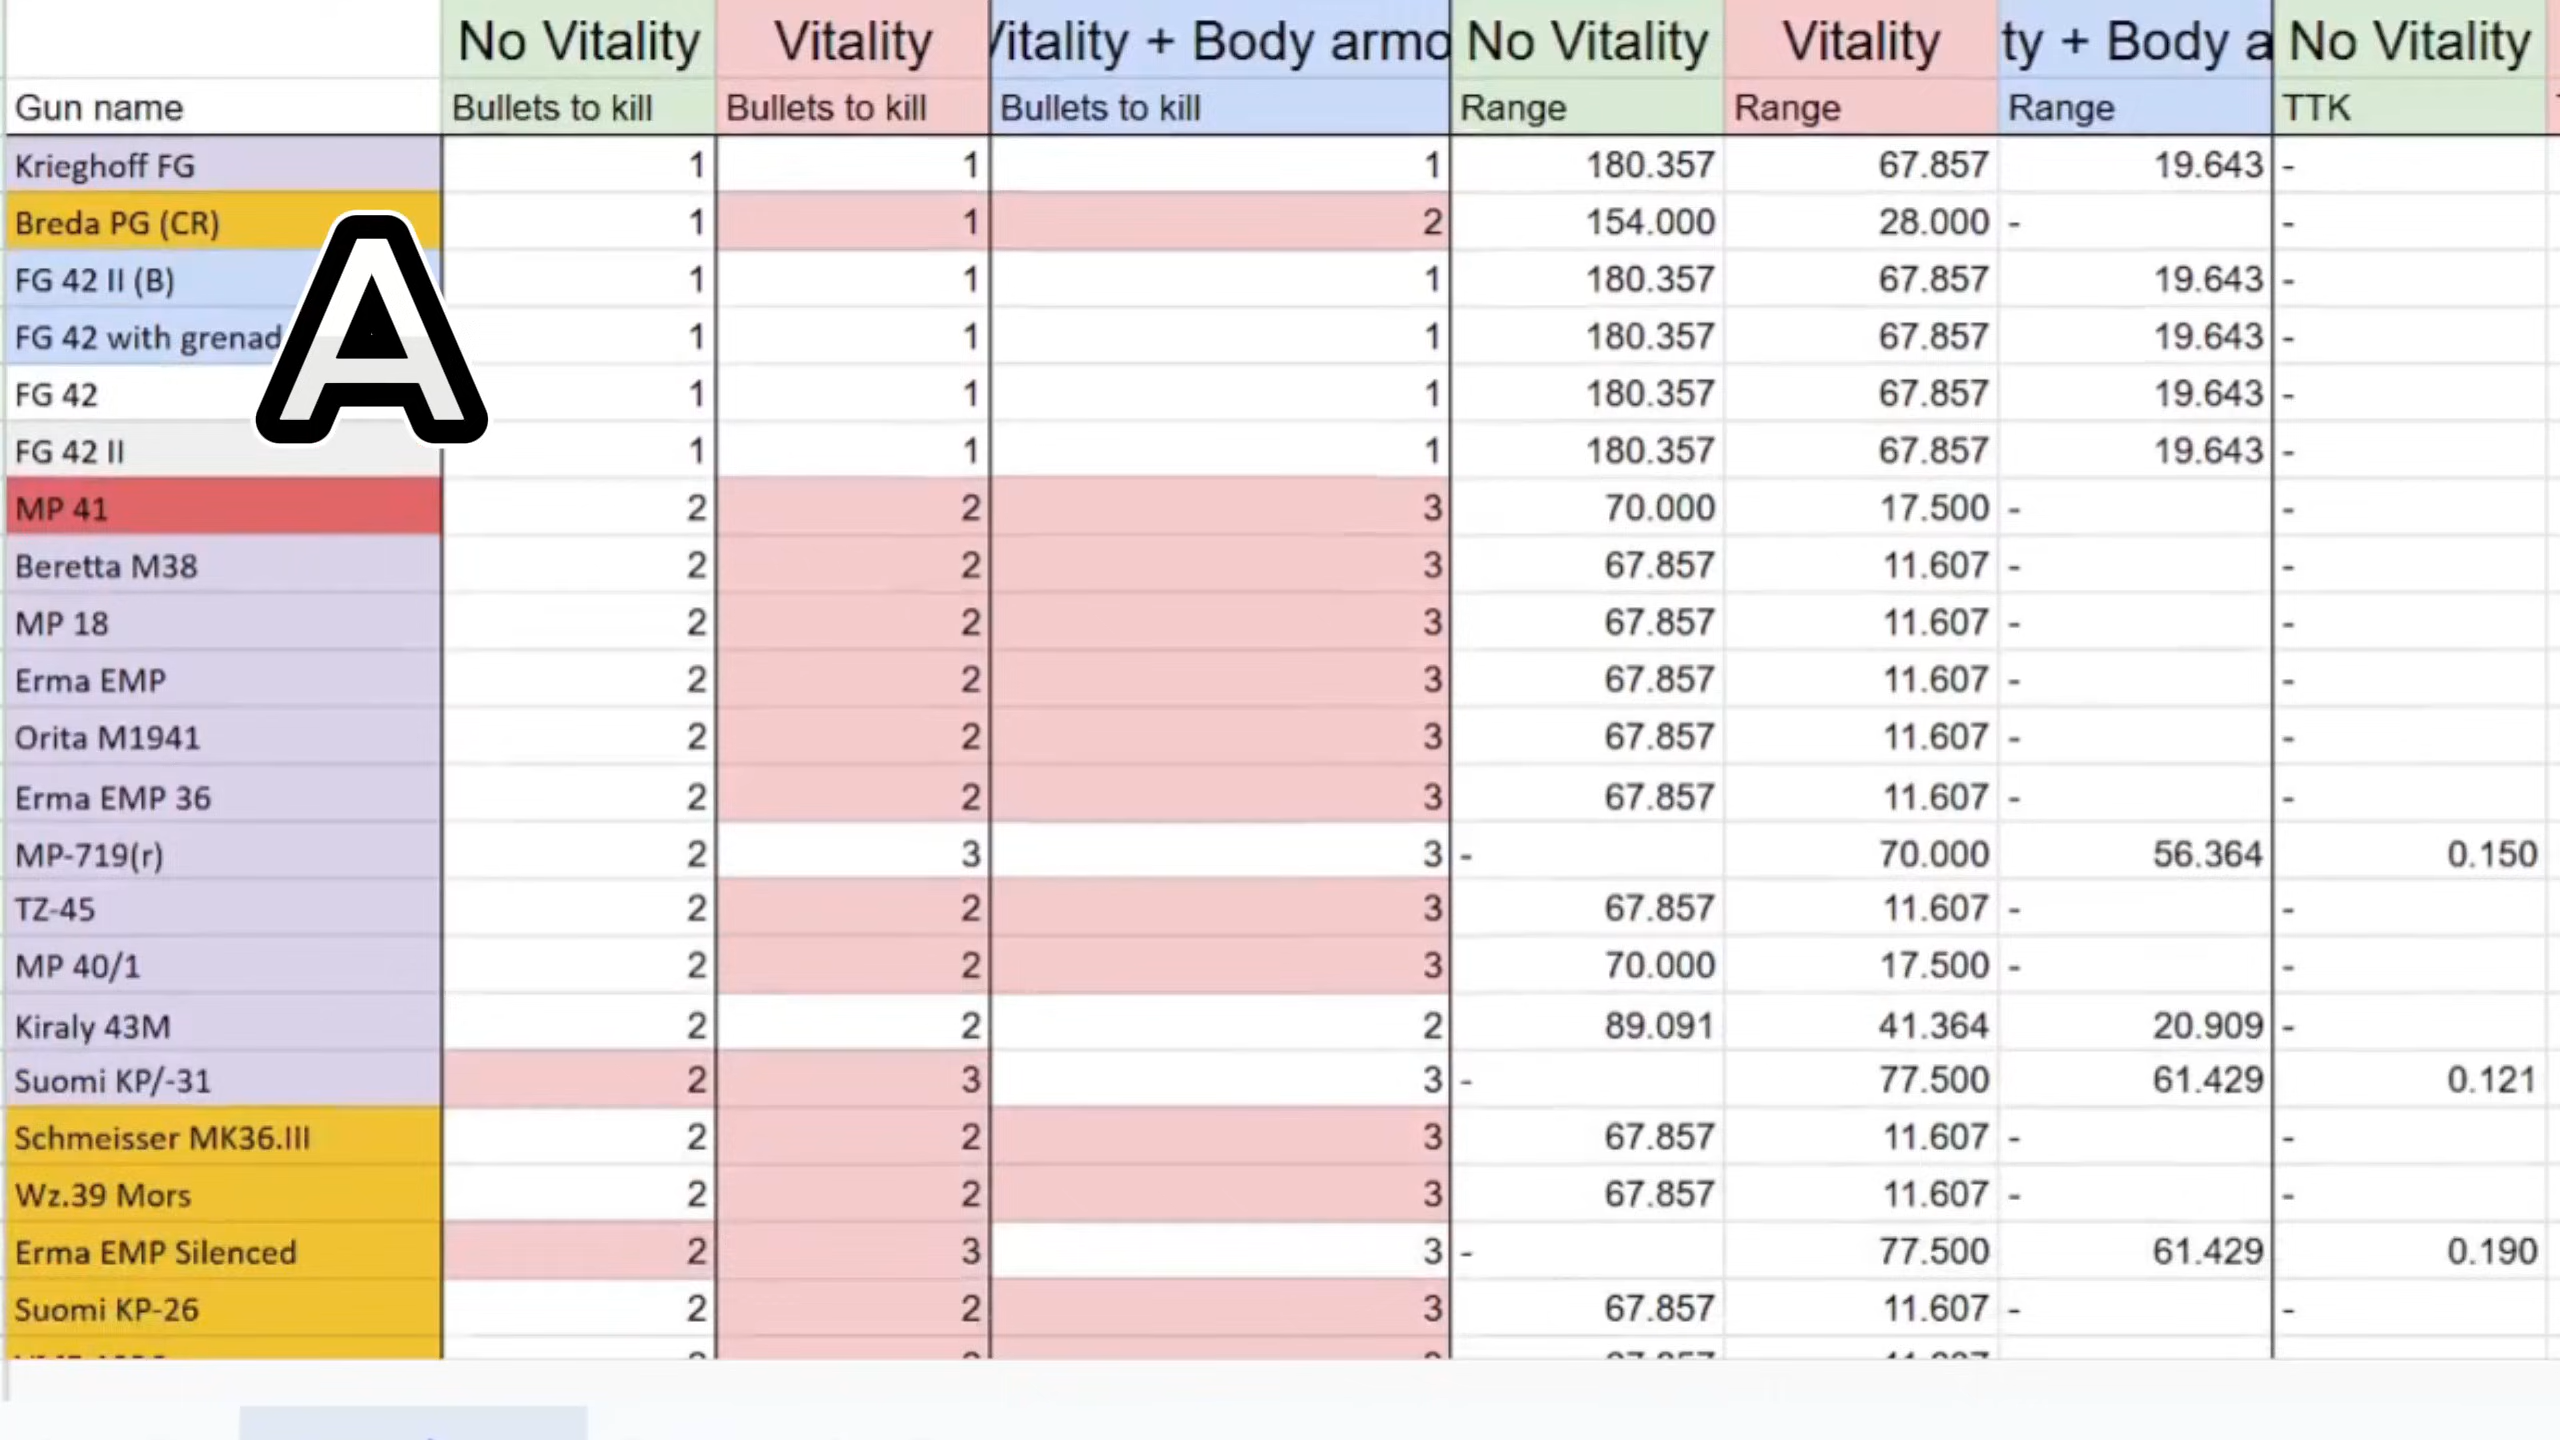 No Vitality Vitality Vitality + Body armo No Vitality Vitality ty + Body a No Vitality
Gun name Bullets to kill Bullets to kill Bullets to kill Range Range Range TTK
Krieghoff FG 1 1 1 180.357 67.857 19.643 -
Breda PG (CR) 1 1 2 154.000 28.000 - -
A
FG 42 II (B) 1 1 1 180.357 67.857 19.643 -
FG 42 with grenad 1 1 1 180.357 67.857 19.643 -
FG 42 1 1 1 180.357 67.857 19.643 -
FG 42 II 1 1 1 180.357 67.857 19.643 -
MP 41 2 2 3 70.000 17.500 - -
Beretta M38 2 2 3 67.857 11.607 - -
MP 18 2 2 3 67.857 11.607 - -
Erma EMP 2 2 3 67.857 11.607 - -
Orita M1941 2 2 3 67.857 11.607 - -
Erma EMP 36 2 2 3 67.857 11.607 - -
MP-719(r) 2 3 3 - 70.000 56.364 0.150
TZ-45 2 2 3 67.857 11.607 - -
MP 40/1 2 2 3 70.000 17.500 - -
Kiraly 43M 2 2 2 89.091 41.364 20.909 -
Suomi KP/-31 2 3 3 - 77.500 61.429 0.121
Schmeisser MK36.III 2 2 3 67.857 11.607 - -
Wz.39 Mors 2 2 3 67.857 11.607 - -
Erma EMP Silenced 2 3 3 - 77.500 61.429 0.190
Suomi KP-26 2 2 3 67.857 11.607 - -